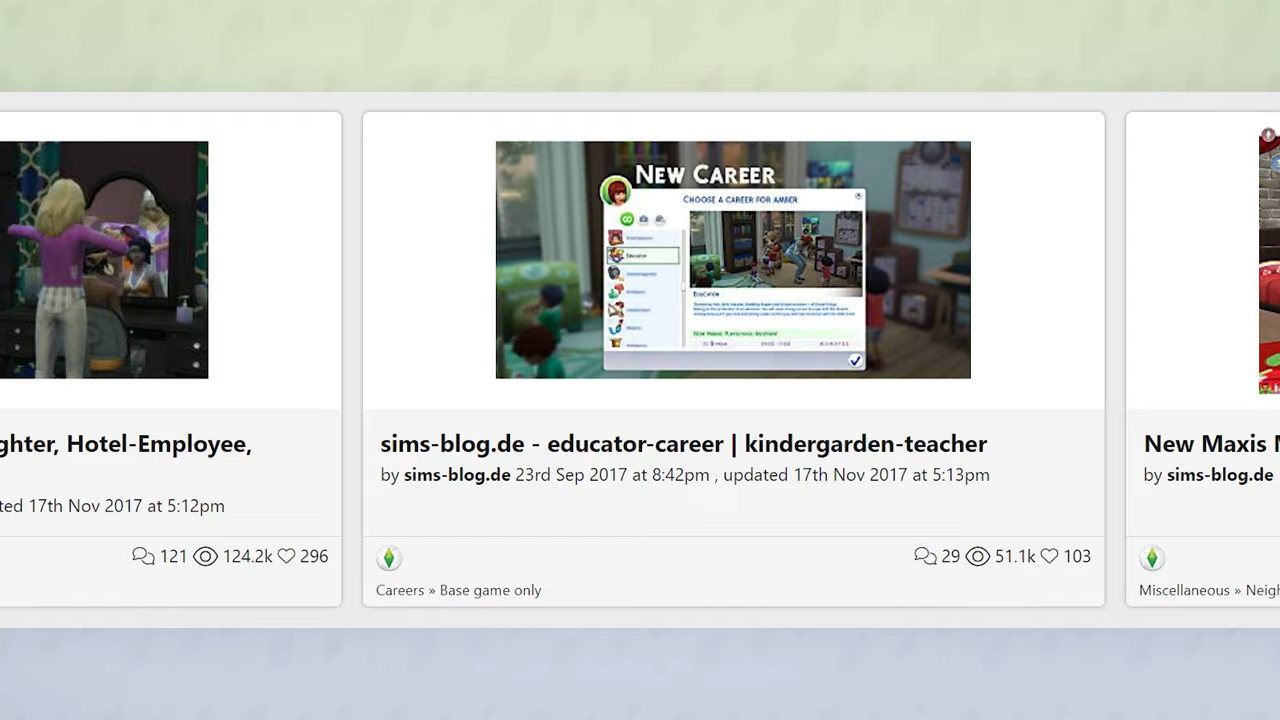 NEW CAREER
CHOOSE A CAREER FOR AMBER
EDUCATOR
ghter, Hotel-Employee,
ted 17th Nov 2017 at 5:12pm
121 124.2k 296
sims-blog.de - educator-career | kindergarden-teacher
by sims-blog.de 23rd Sep 2017 at 8:42pm , updated 17th Nov 2017 at 5:13pm
29 51.1k 103
Careers » Base game only
New Maxis
by sims-blog.de
Miscellaneous » Neigh